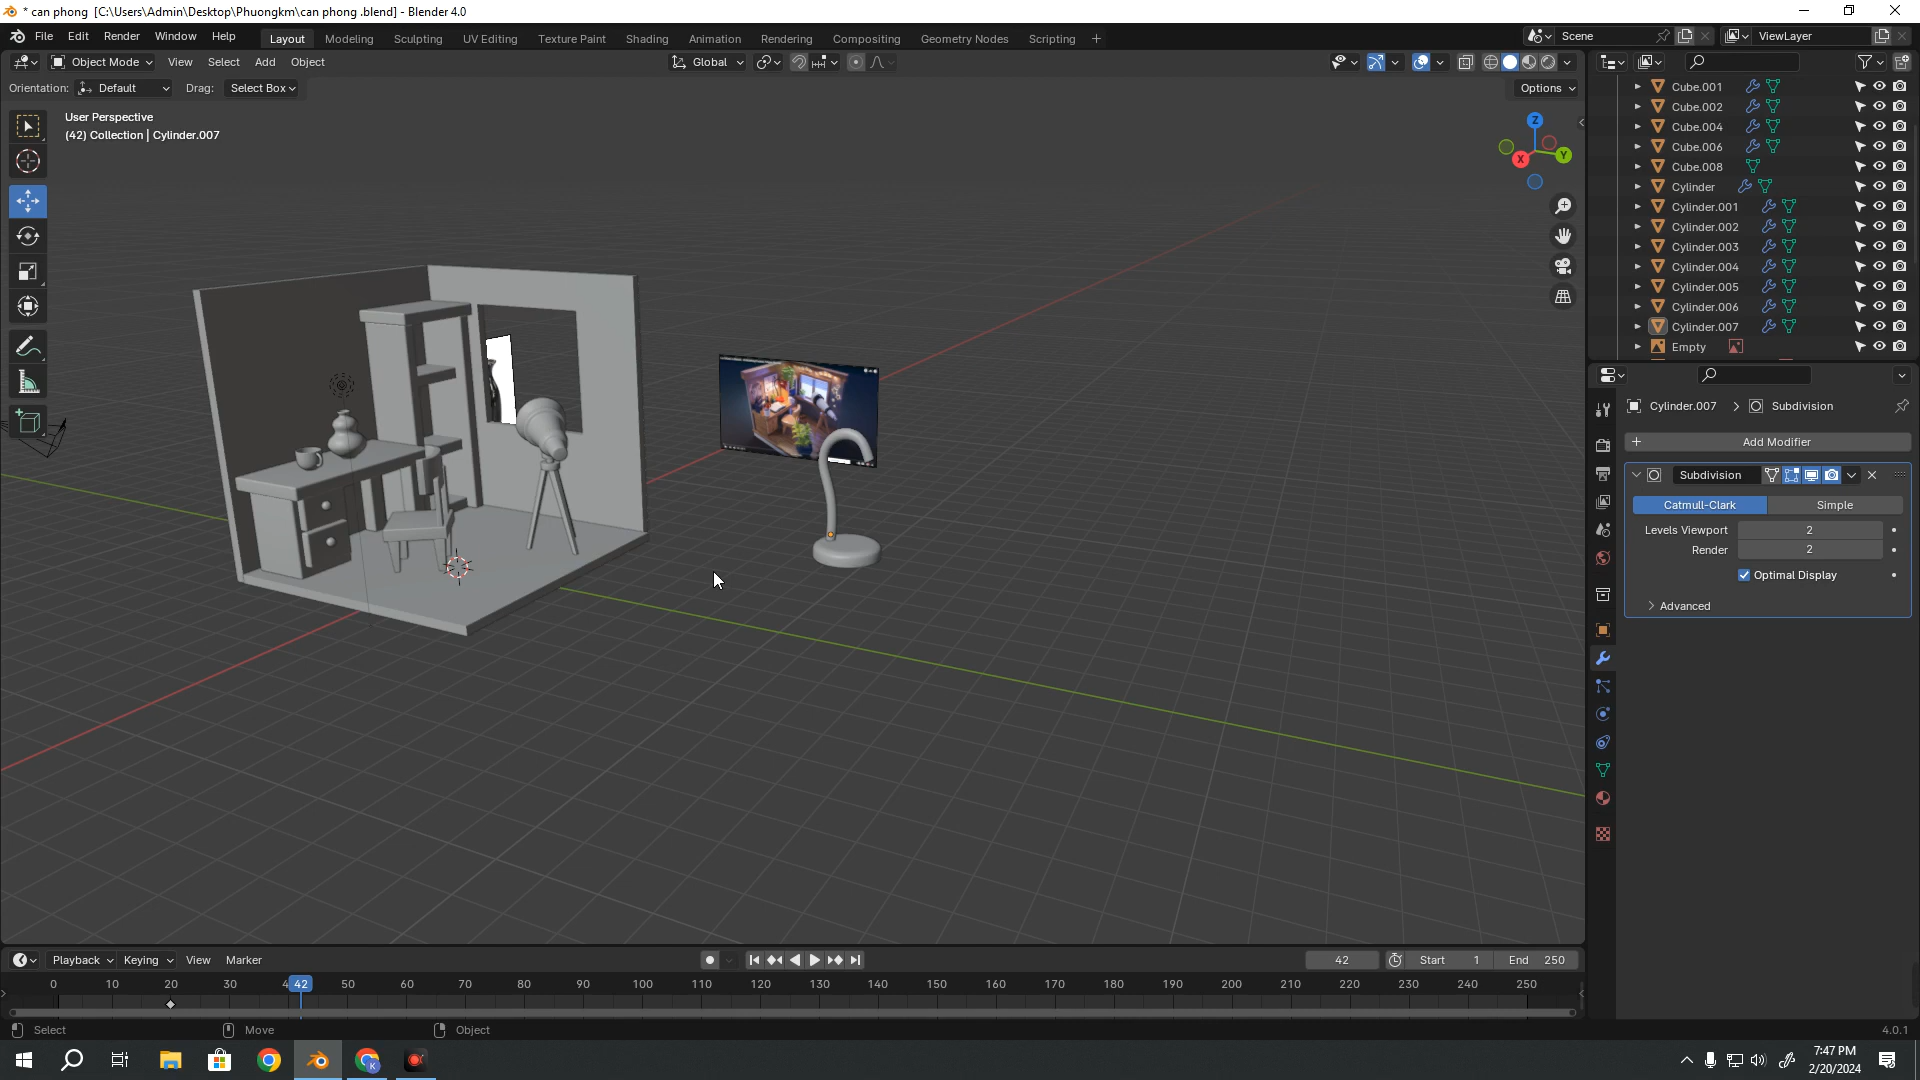 * can phong  [C:\Users\Admin\Desktop\Phuongkm\can phong .blend] - Blender 4.0
File Edit Render Window Help
Layout Modeling Sculpting UV Editing Texture Paint Shading Animation Rendering Compositing Geometry Nodes Scripting +
Scene
ViewLayer
Object Mode View Select Add Object
Global
Orientation: Default Drag: Select Box
Options
User Perspective
(42) Collection | Cylinder.007
Z
Y
X
Cube.001
Cube.002
Cube.004
Cube.006
Cube.008
Cylinder
Cylinder.001
Cylinder.002
Cylinder.003
Cylinder.004
Cylinder.005
Cylinder.006
Cylinder.007
Empty
Cylinder.007 > Subdivision
+ Add Modifier
Subdivision
Catmull-Clark Simple
Levels Viewport 2
Render 2
Optimal Display
Advanced
Playback Keying View Marker
42 Start 1 End 250
0 10 20 30 4 42 50 60 70 80 90 100 110 120 130 140 150 160 170 180 190 200 210 220 230 240 250
Select Move Object
4.0.1
K
7:47 PM
2/20/2024